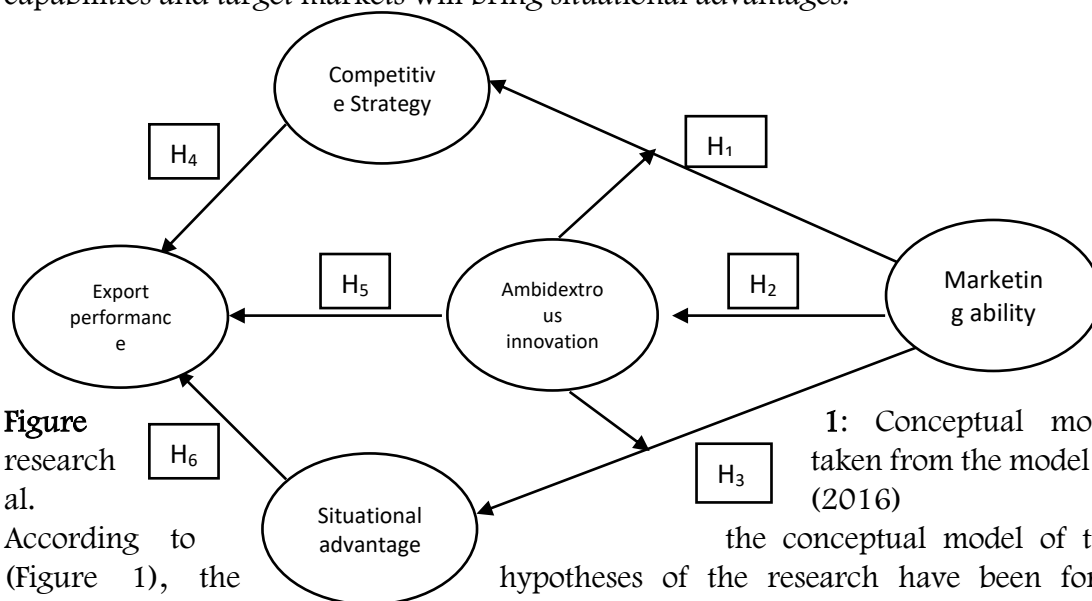 capabilities and target markets will bring situational advantages.
Competitiv
e Strategy
H₄
H₁
Export
performanc
e
H₅
Ambidextro
us
innovation
H₂
Marketin
g ability
Figure 1: Conceptual mo
research taken from the model
al. (2016)
H₆
H₃
Situational
advantage
According to the conceptual model of t
(Figure 1), the hypotheses of the research have been for